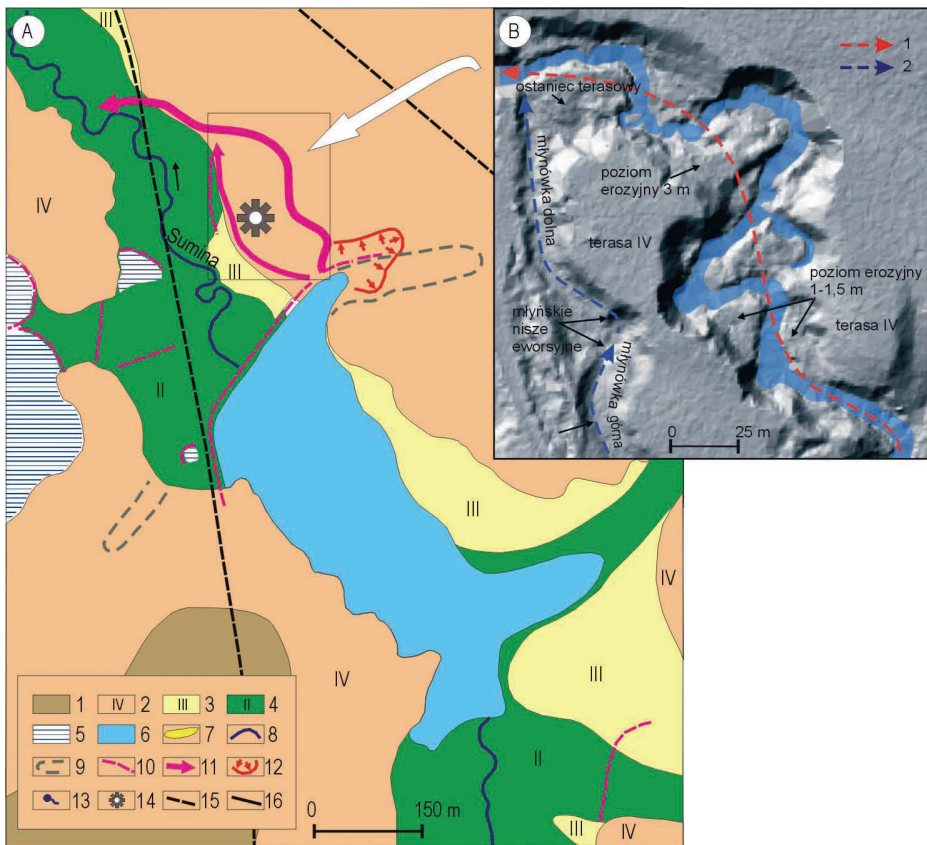 A
III
IV
Sumina
III
II
III
IV
III
IV
II
III
IV
1
IV 2
III 3
II 4
5
6
7
8
9
10
11
12
13
14
15
16
0 150 m
B
1
2
ostaniec terasowy
młynówka dolna
poziom
erozyjny 3 m
terasa IV
poziom erozyjny
1-1,5 m
terasa IV
młyńskie
nisze
eworsyjne
młynówka górna
0 25 m